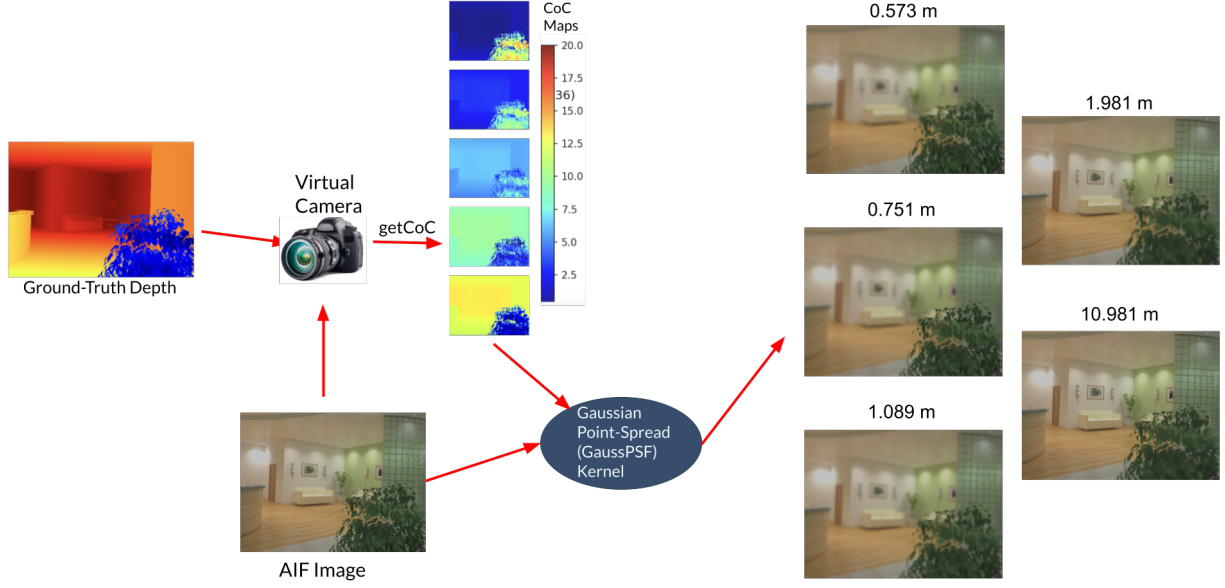 CoC
Maps
20.0
17.5
36)
15.0
12.5
10.0
7.5
5.0
2.5
Virtual
Camera
getCoC
Ground-Truth Depth
AIF Image
Gaussian
Point-Spread
(GaussPSF)
Kernel
0.573 m
1.981 m
0.751 m
10.981 m
1.089 m